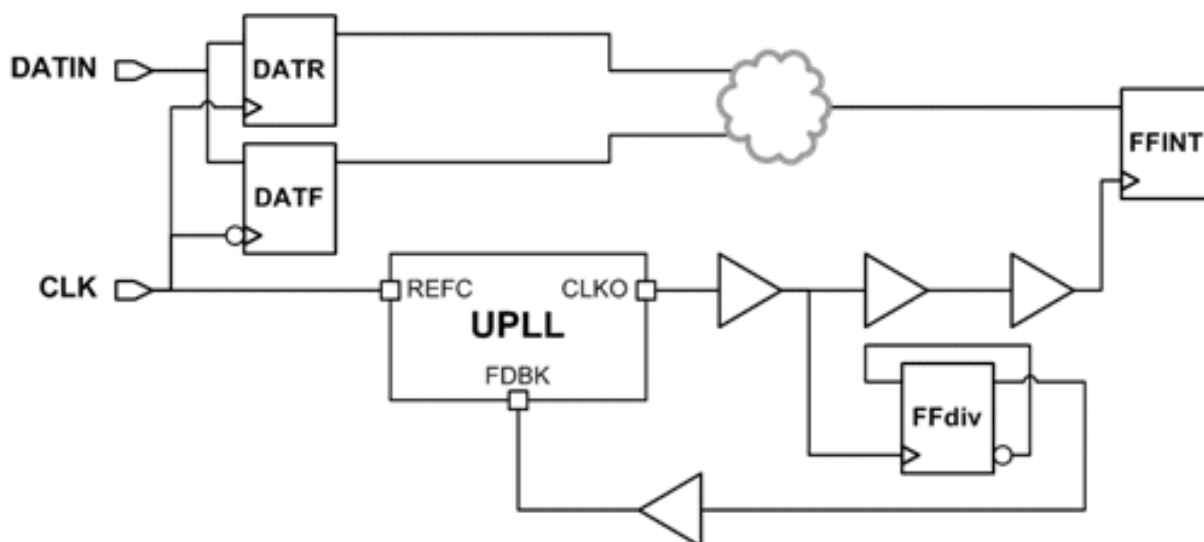 DATIN
DATR
FFINT
DATF
CLK
REFC
CLKO
UPLL
FDBK
FFdiv